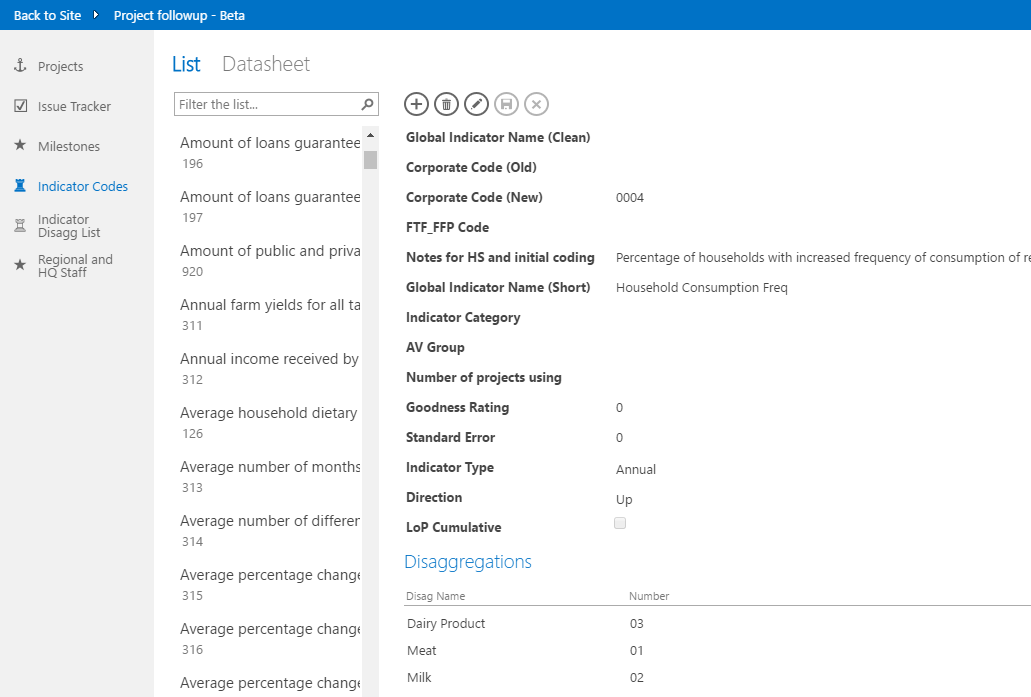 Back to Site Project followup - Beta
Projects
Issue Tracker
Milestones
Indicator Codes
Indicator
Disagg List
Regional and
HQ Staff
List Datasheet
Filter the list...
Amount of loans guarantee
196
Amount of loans guarantee
197
Amount of public and priva
920
Annual farm yields for all ta
311
Annual income received by
312
Average household dietary
126
Average number of months
313
Average number of differen
314
Average percentage change
315
Average percentage change
316
Average percentage change
Global Indicator Name (Clean)
Corporate Code (Old)
Corporate Code (New) 0004
FTF_FFP Code
Notes for HS and initial coding Percentage of households with increased frequency of consumption of re
Global Indicator Name (Short) Household Consumption Freq
Indicator Category
AV Group
Number of projects using
Goodness Rating 0
Standard Error 0
Indicator Type Annual
Direction Up
LoP Cumulative
Disaggregations
Disag Name Number
Dairy Product 03
Meat 01
Milk 02